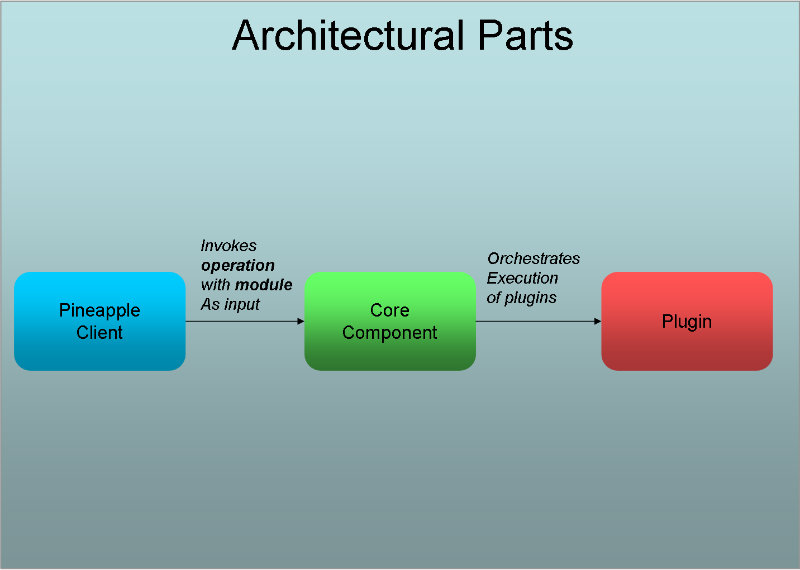 Architectural Parts
Invokes
operation
with module
As input
Orchestrates
Execution
of plugins
Pineapple
Client
Core
Component
Plugin